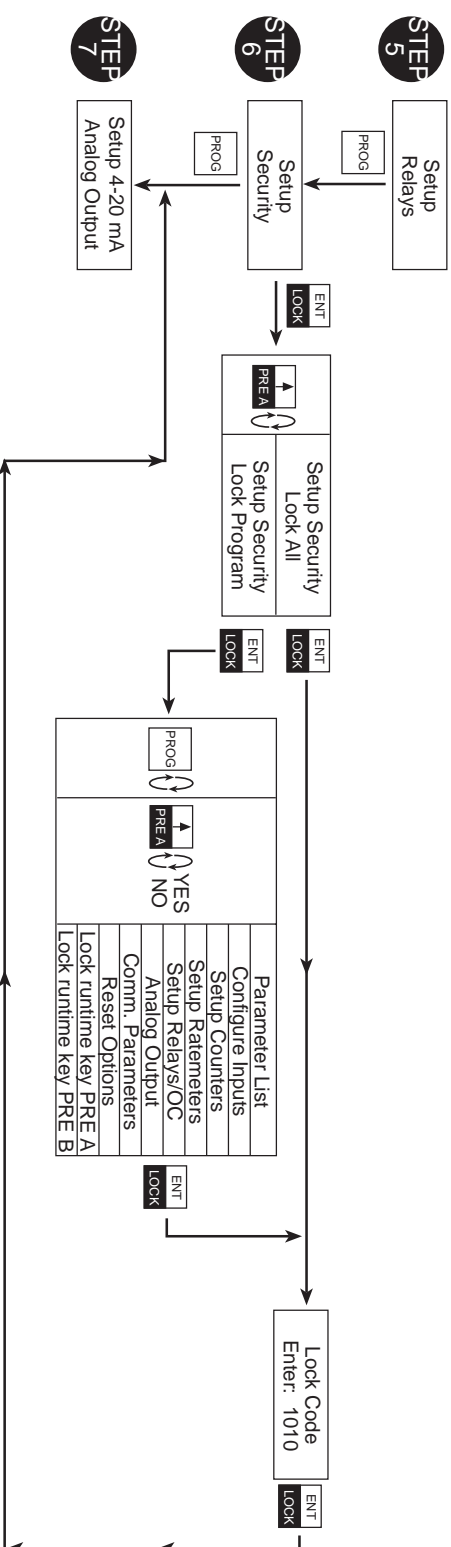 STEP
5
Setup
Relays
PROG
STEP
6
Setup
Security
PROG
STEP
7
Setup 4-20 mA
Analog Output
ENT
LOCK
PRE A
Setup Security
Lock All
Setup Security
Lock Program
ENT
LOCK
ENT
LOCK
PROG
PRE A
YES
NO
Parameter List
Configure Inputs
Setup Counters
Setup Ratemeters
Setup Relays/OC
Analog Output
Comm. Parameters
Reset Options
Lock runtime key PRE A
Lock runtime key PRE B
ENT
LOCK
Lock Code
Enter: 1010
ENT
LOCK